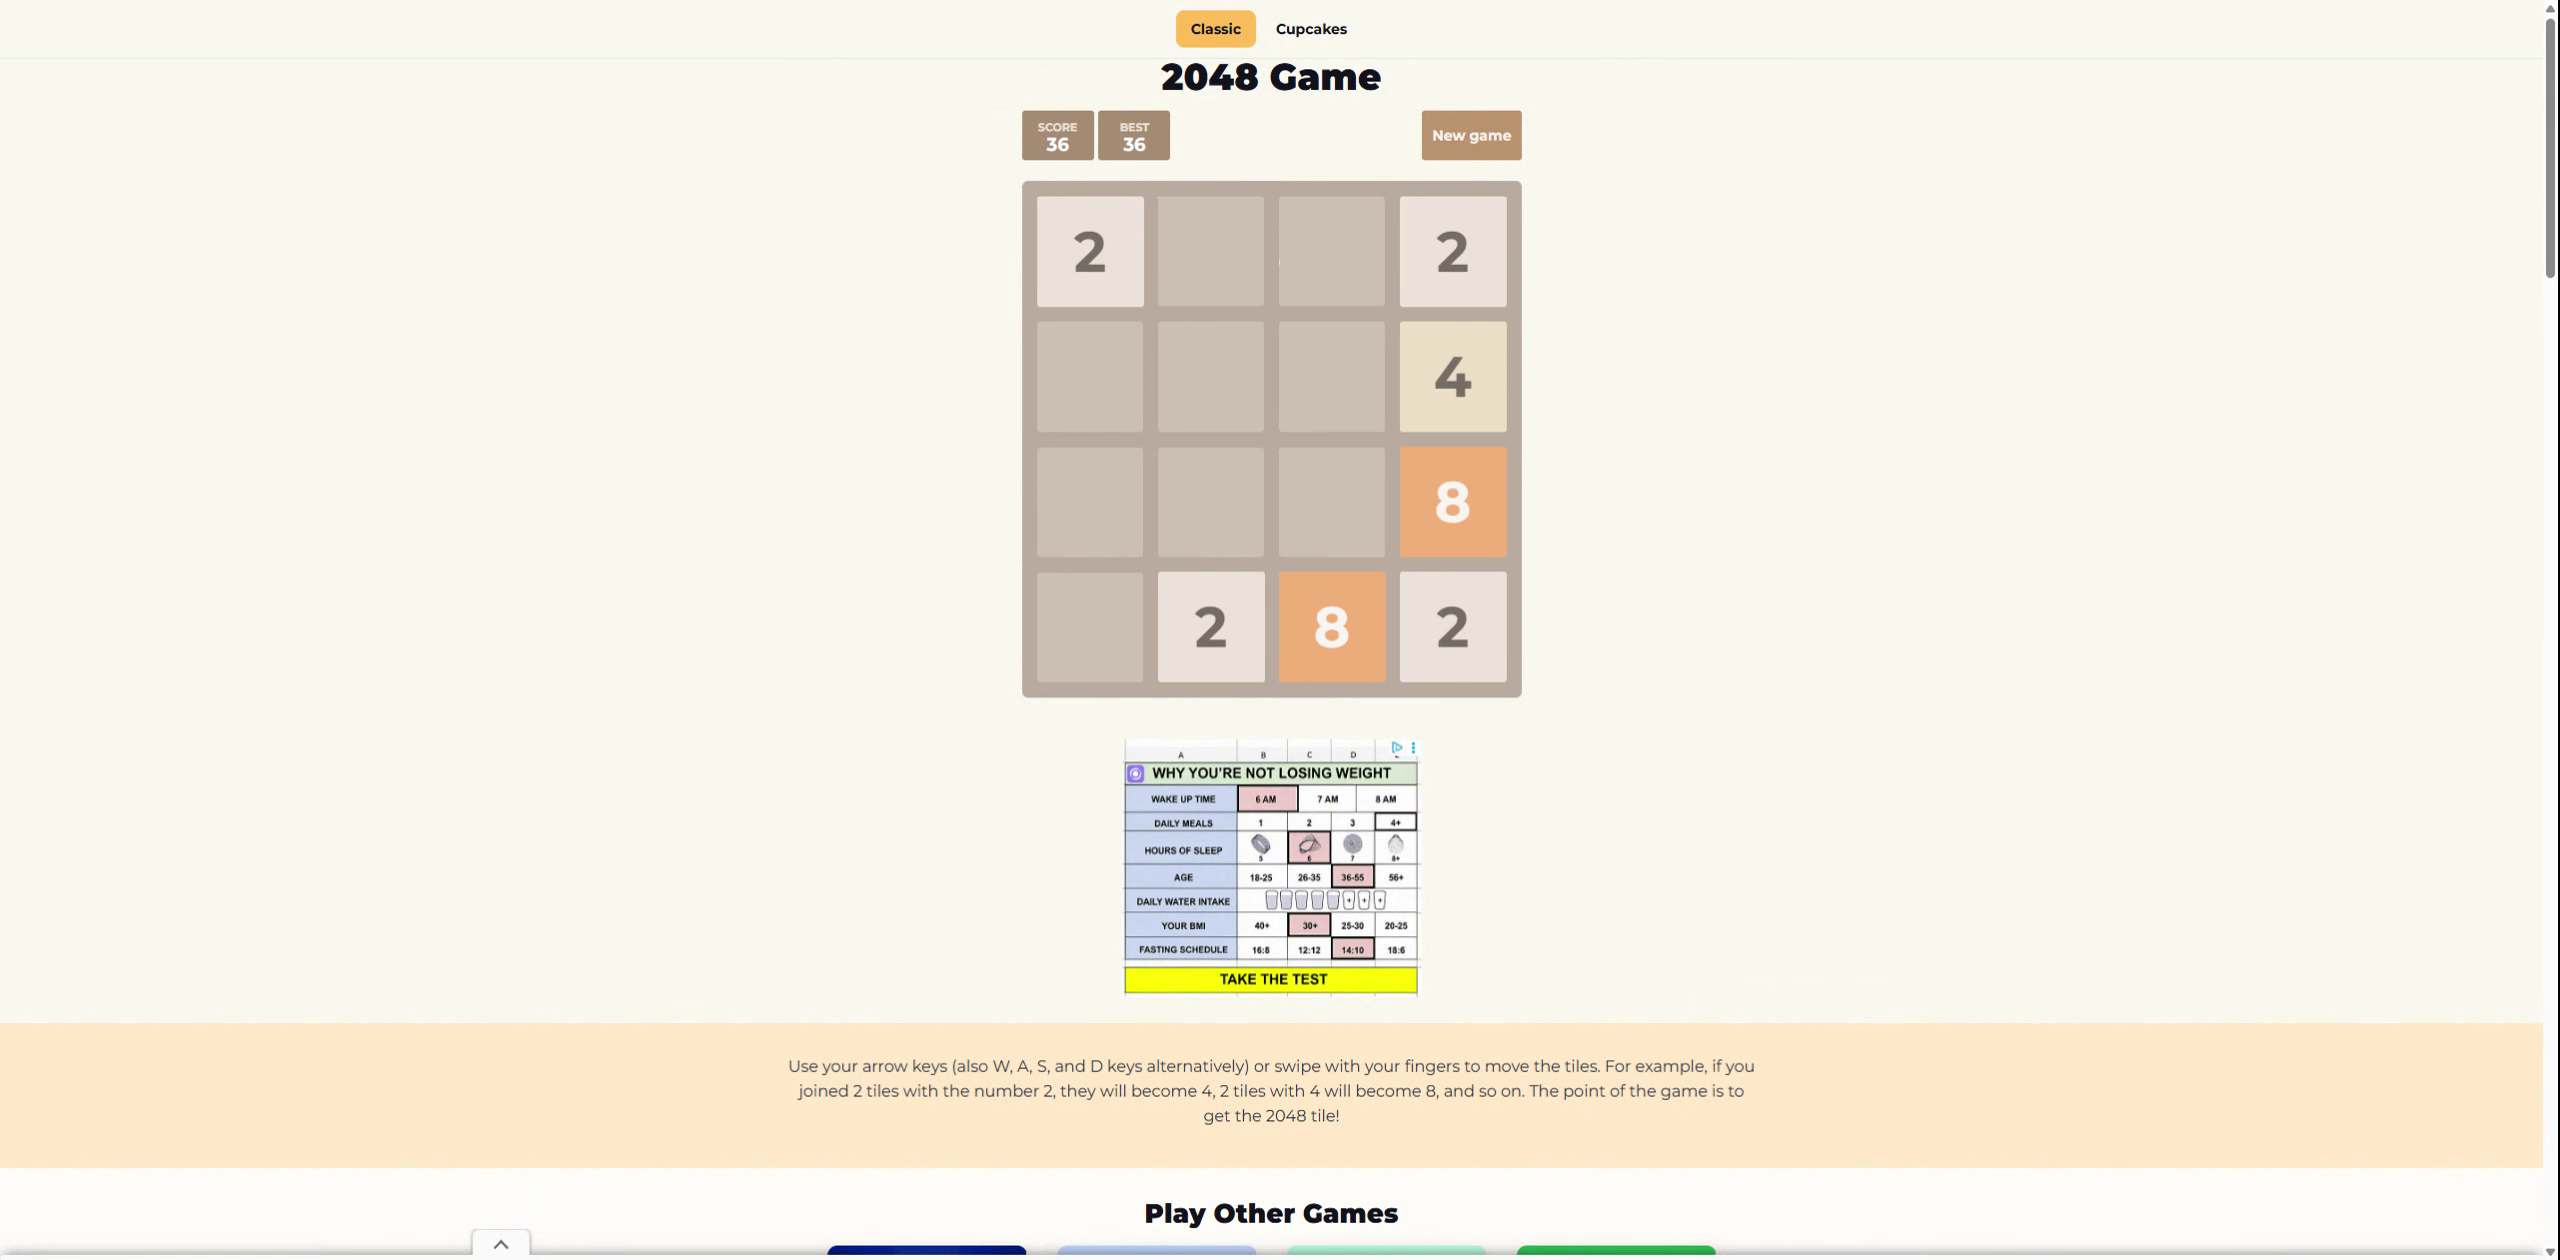 Classic Cupcakes
2048 Game
SCORE BEST
36 36
New game
2 2
4
8
2 8 2
A B C D
WHY YOU'RE NOT LOSING WEIGHT
WAKE UP TIME 6 AM 7 AM 8 AM
DAILY MEALS 1 2 3 4+
HOURS OF SLEEP 5 6 7 8+
AGE 18-25 26-35 36-55 56+
DAILY WATER INTAKE + + +
YOUR BMI 40+ 30+ 25-30 20-25
FASTING SCHEDULE 16:8 12:12 14:10 18:6
TAKE THE TEST
Use your arrow keys (also W, A, S, and D keys alternatively) or swipe with your fingers to move the tiles. For example, if you
joined 2 tiles with the number 2, they will become 4, 2 tiles with 4 will become 8, and so on. The point of the game is to
get the 2048 tile!
Play Other Games